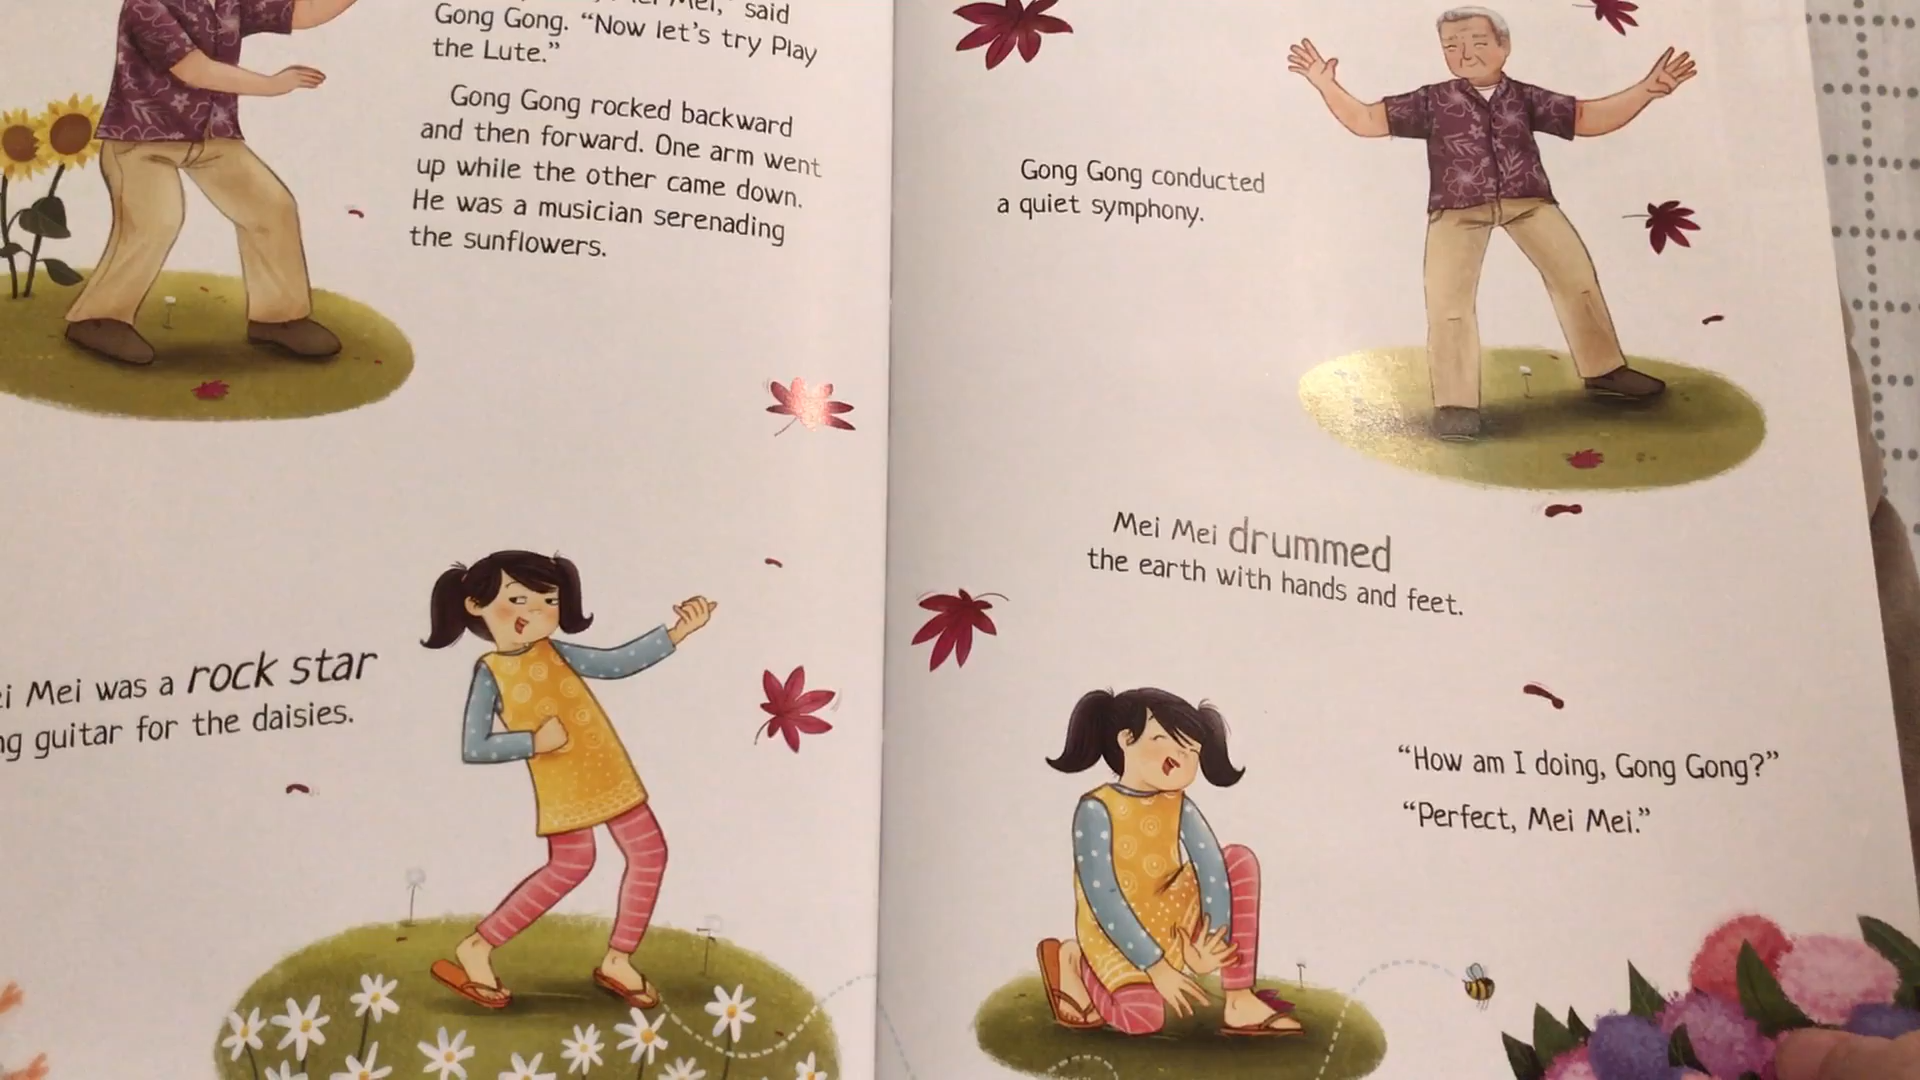 Mei," said
Gong Gong. "Now let's try Play
the Lute."
Gong Gong rocked backward
and then forward. One arm went
up while the other came down.
He was a musician serenading
the sunflowers.
Mei was a rock star
guitar for the daisies.
Gong Gong conducted
a quiet symphony.
Mei Mei drummed
the earth with hands and feet.
"How am I doing, Gong Gong?"
"Perfect, Mei Mei."